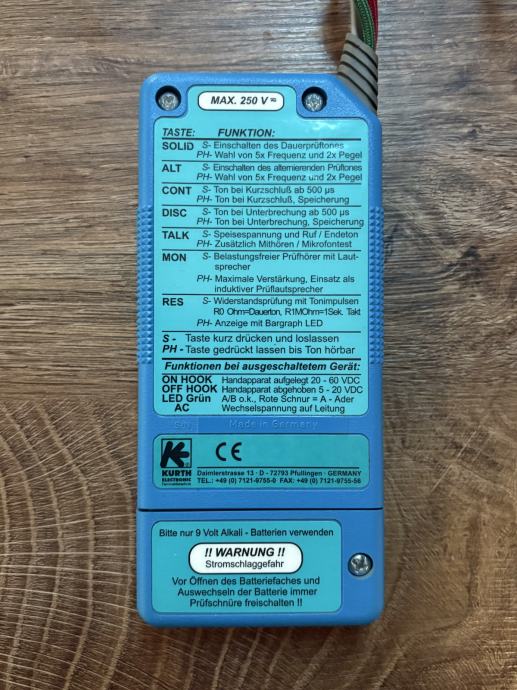 MAX. 250 V ≂
TASTE: FUNKTION:
SOLID S- Einschalten des Dauerprüftones
PH- Wahl von 5x Frequenz und 2x Pegel
ALT S- Einschalten des alternierenden Prüftones
PH- Wahl von 5x Frequenz und 2x Pegel
CONT S- Ton bei Kurzschluß ab 500 µs
PH- Ton bei Kurzschluß, Speicherung
DISC S- Ton bei Unterbrechung ab 500 µs
PH- Ton bei Unterbrechung, Speicherung
TALK S- Speisespannung und Ruf / Endeton
PH- Zusätzlich Mithören / Mikrofontest
MON S- Belastungsfreier Prüfhörer mit Laut-
sprecher
PH- Maximale Verstärkung, Einsatz als
induktiver Prüflautsprecher
RES S- Widerstandsprüfung mit Tonimpulsen
R0 Ohm=Dauerton, R1MOhm=1Sek. Takt
PH- Anzeige mit Bargraph LED
S - Taste kurz drücken und loslassen
PH - Taste gedrückt lassen bis Ton hörbar
Funktionen bei ausgeschaltetem Gerät:
ON HOOK Handapparat aufgelegt 20 - 60 VDC
OFF HOOK Handapparat abgehoben 5 - 20 VDC
LED Grün A/B o.k., Rote Schnur = A - Ader
AC Wechselspannung auf Leitung
S/N Made in Germany
KE CE
KURTH
ELECTRONIC
Daimlerstrasse 13 · D - 72793 Pfullingen · GERMANY
TEL.: +49 (0) 7121-9755-0 FAX: +49 (0) 7121-9755-56
Bitte nur 9 Volt Alkali - Batterien verwenden
!! WARNUNG !!
Stromschlaggefahr
Vor Öffnen des Batteriefaches und
Auswechseln der Batterie immer
Prüfschnüre freischalten !!